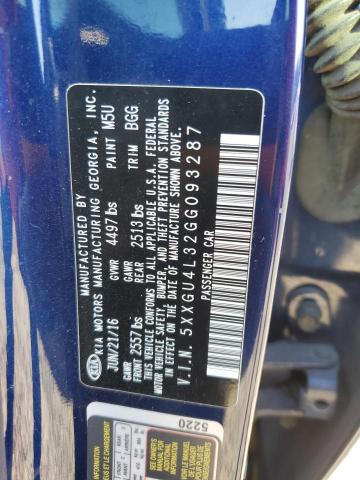 MANUFACTURED BY
KIA MOTORS MANUFACTURING GEORGIA, INC.
KIA
JUN/21/16 GVWR 4497 lbs PAINT M5U
GAWR FRONT 2557 lbs GAWR REAR 2513 lbs TRIM BGG
THIS VEHICLE CONFORMS TO ALL APPLICABLE U.S.A. FEDERAL
MOTOR VEHICLE SAFETY, BUMPER, AND THEFT PREVENTION STANDARDS
IN EFFECT ON THE DATE OF MANUFACTURE SHOWN ABOVE.
V.I.N. 5XXGU4L32GG093287
PASSENGER CAR
5220